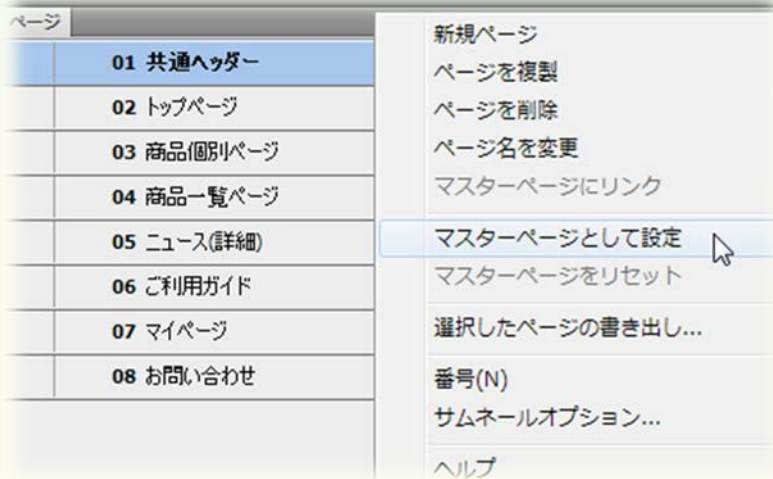 ページ
01 共通ヘッダー
02 トップページ
03 商品個別ページ
04 商品一覧ページ
05 ニュース(詳細)
06 ご利用ガイド
07 マイページ
08 お問い合わせ
新規ページ
ページを複製
ページを削除
ページ名を変更
マスターページにリンク
マスターページとして設定
マスターページをリセット
選択したページの書き出し...
番号(N)
サムネールオプション...
ヘルプ